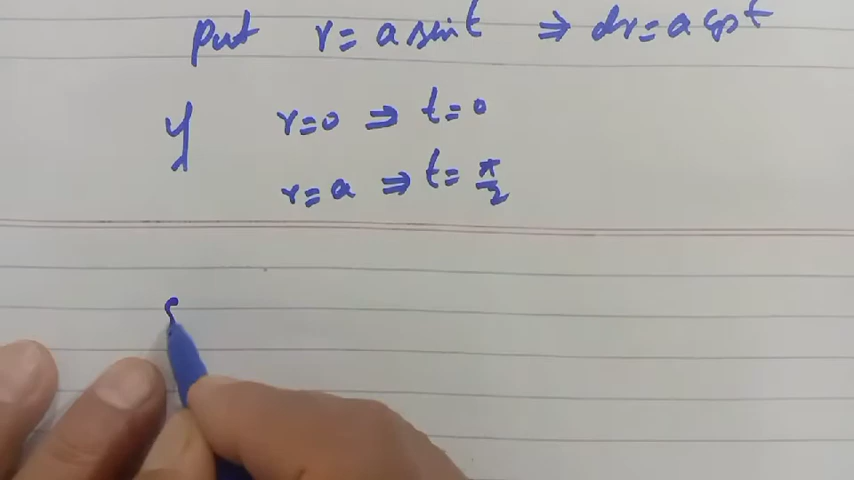 put r = a sin t ⇒ dr = a cos t
If r = 0 ⇒ t = 0
r = a ⇒ t = π/2